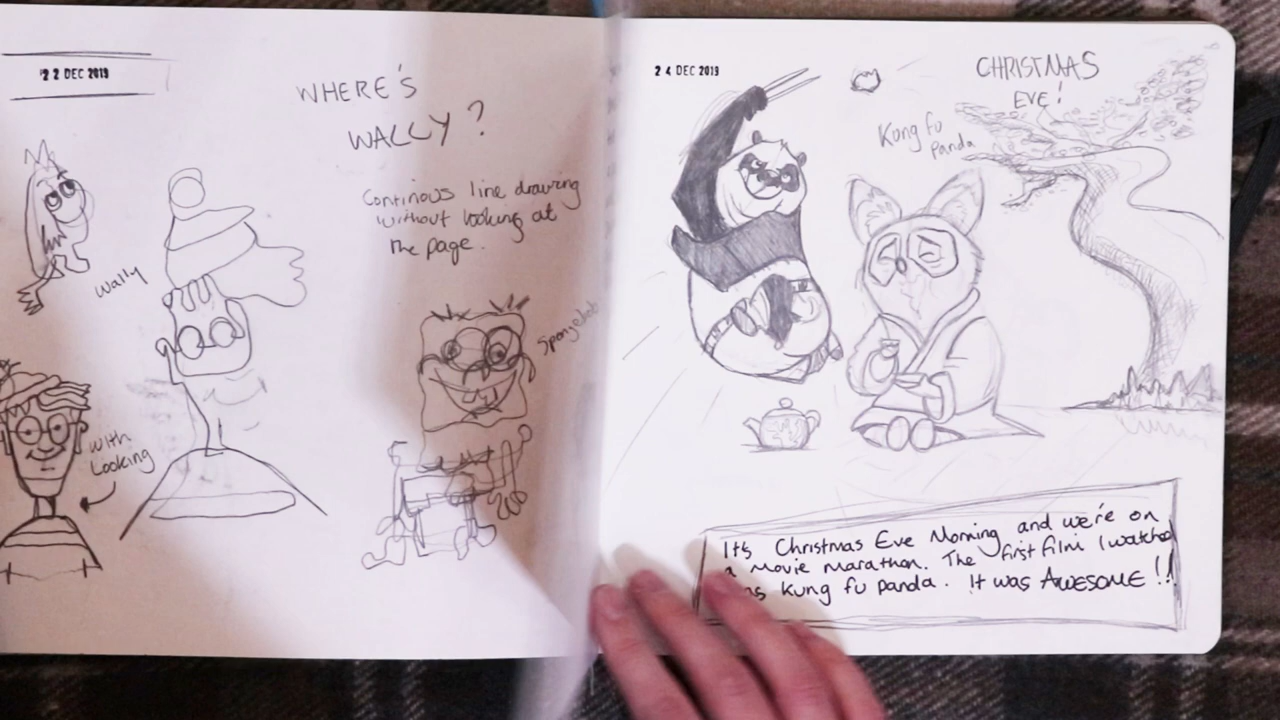 22 DEC 2019
WHERE'S
WALLY?
Continous line drawing
without looking at
the page.
Wally
Spongebob
With
Looking
24 DEC 2019
CHRISTMAS
EVE!
Kung fu
Panda
Its Christmas Eve Morning and we're on
a movie marathon. The first film I watched
was kung fu panda. It was AWESOME!!